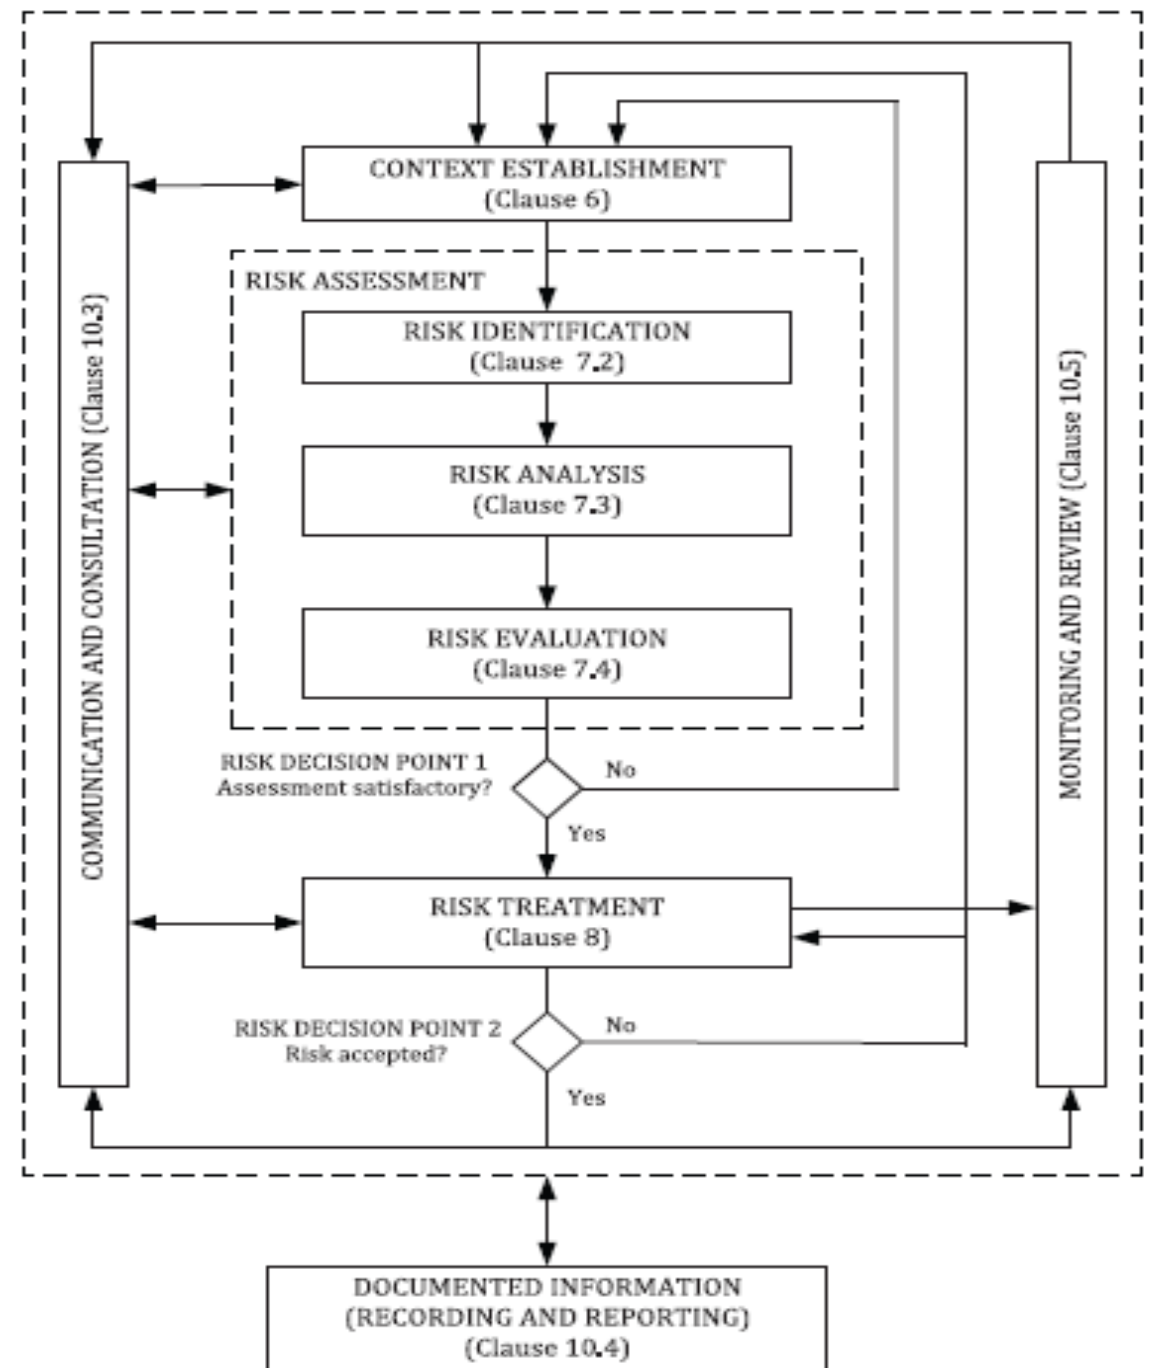 CONTEXT ESTABLISHMENT
(Clause 6)
RISK ASSESSMENT
RISK IDENTIFICATION
(Clause 7.2)
RISK ANALYSIS
(Clause 7.3)
RISK EVALUATION
(Clause 7.4)
RISK DECISION POINT 1
Assessment satisfactory?
No
Yes
RISK TREATMENT
(Clause 8)
RISK DECISION POINT 2
Risk accepted?
No
Yes
COMMUNICATION AND CONSULTATION (Clause 10.3)
MONITORING AND REVIEW (Clause 10.5)
DOCUMENTED INFORMATION
(RECORDING AND REPORTING)
(Clause 10.4)